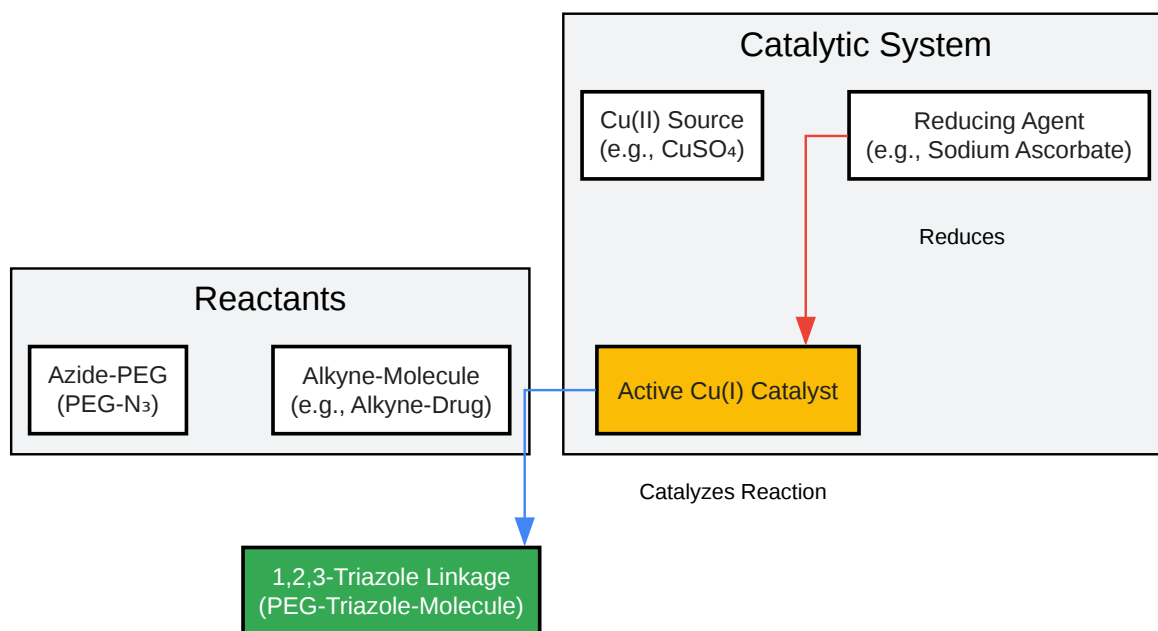 Catalytic System
Cu(II) Source
(e.g., CuSO₄)
Reducing Agent
(e.g., Sodium Ascorbate)
Reduces
Reactants
Azide-PEG
(PEG-N₃)
Alkyne-Molecule
(e.g., Alkyne-Drug)
Active Cu(I) Catalyst
Catalyzes Reaction
1,2,3-Triazole Linkage
(PEG-Triazole-Molecule)